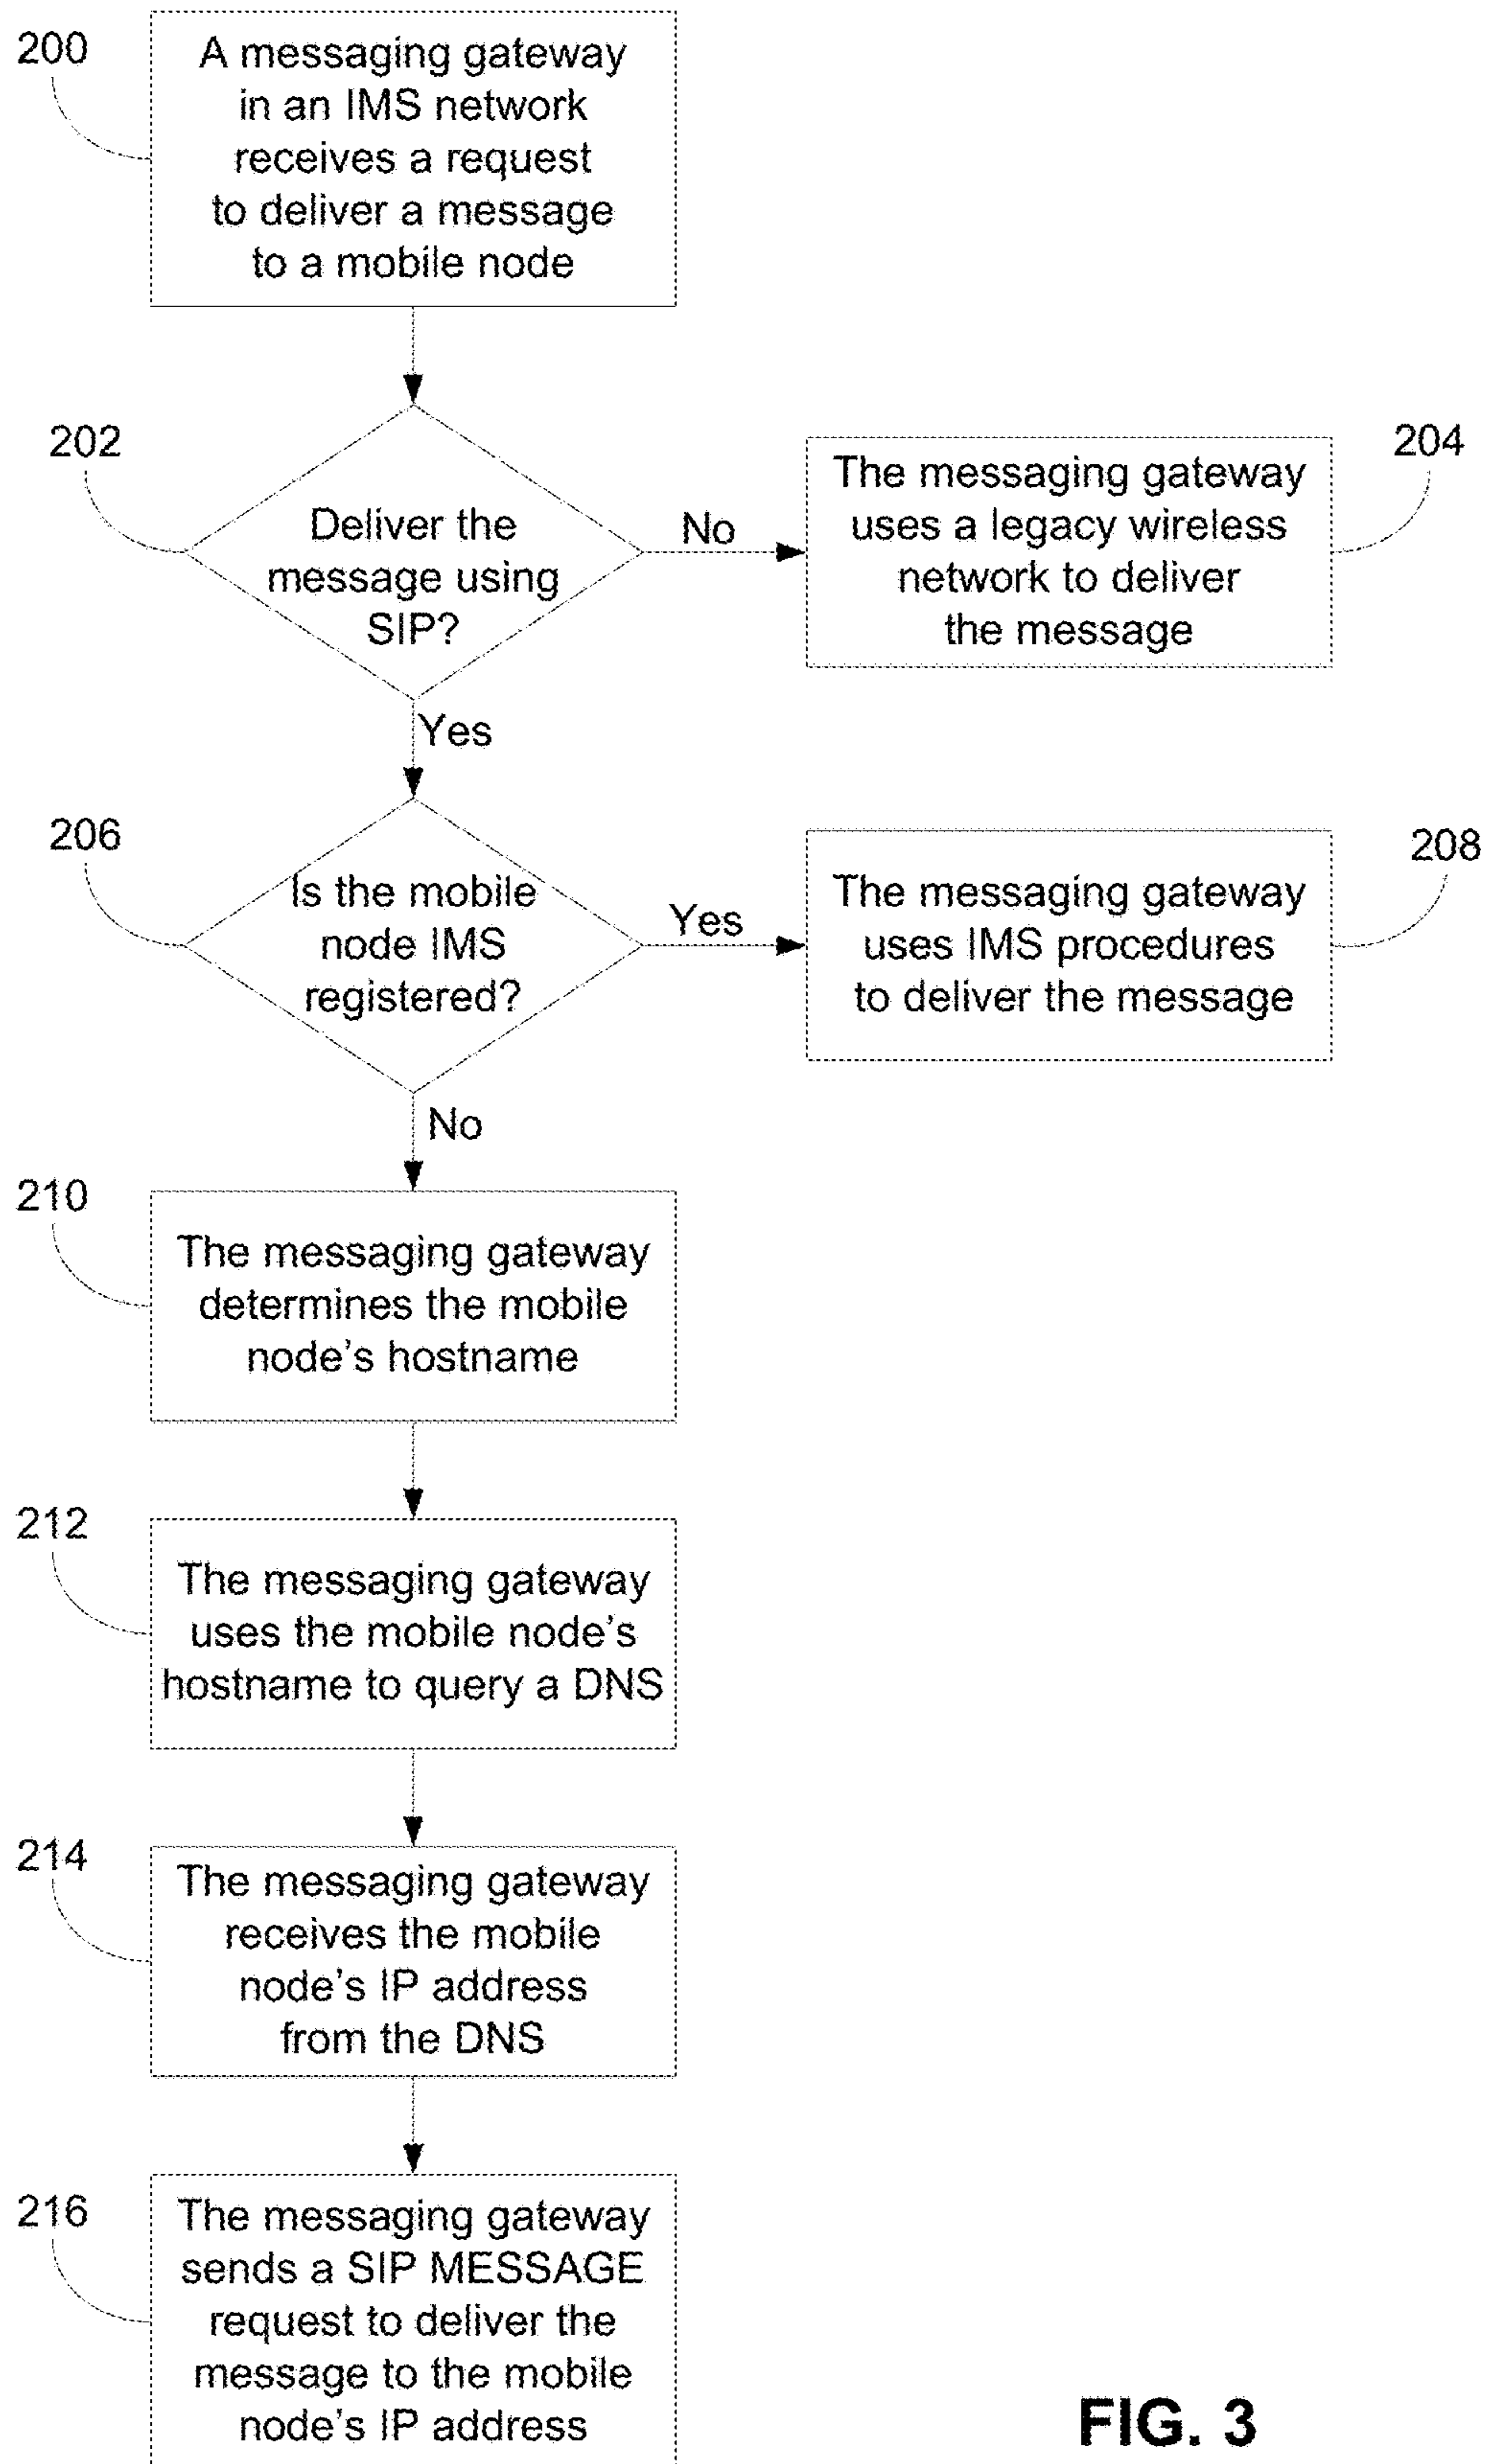 200
A messaging gateway
in an IMS network
receives a request
to deliver a message
to a mobile node
202
Deliver the
message using
SIP?
No
204
The messaging gateway
uses a legacy wireless
network to deliver
the message
Yes
206
Is the mobile
node IMS
registered?
Yes
208
The messaging gateway
uses IMS procedures
to deliver the message
No
210
The messaging gateway
determines the mobile
node's hostname
212
The messaging gateway
uses the mobile node's
hostname to query a DNS
214
The messaging gateway
receives the mobile
node's IP address
from the DNS
216
The messaging gateway
sends a SIP MESSAGE
request to deliver the
message to the mobile
node's IP address
FIG. 3